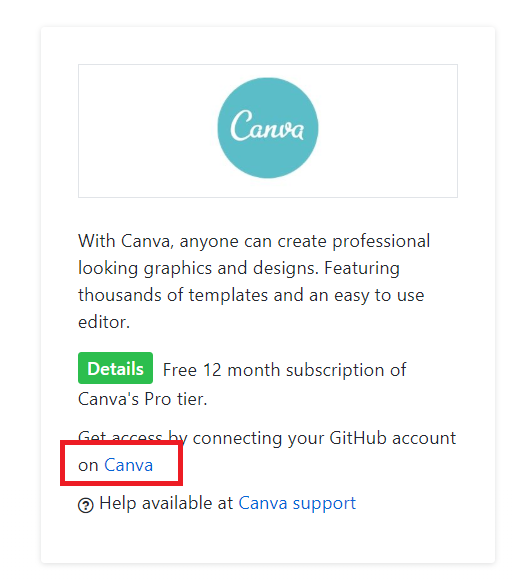 Canva
With Canva, anyone can create professional
looking graphics and designs. Featuring
thousands of templates and an easy to use
editor.
Details Free 12 month subscription of
Canva's Pro tier.
Get access by connecting your GitHub account
on Canva
Help available at Canva support